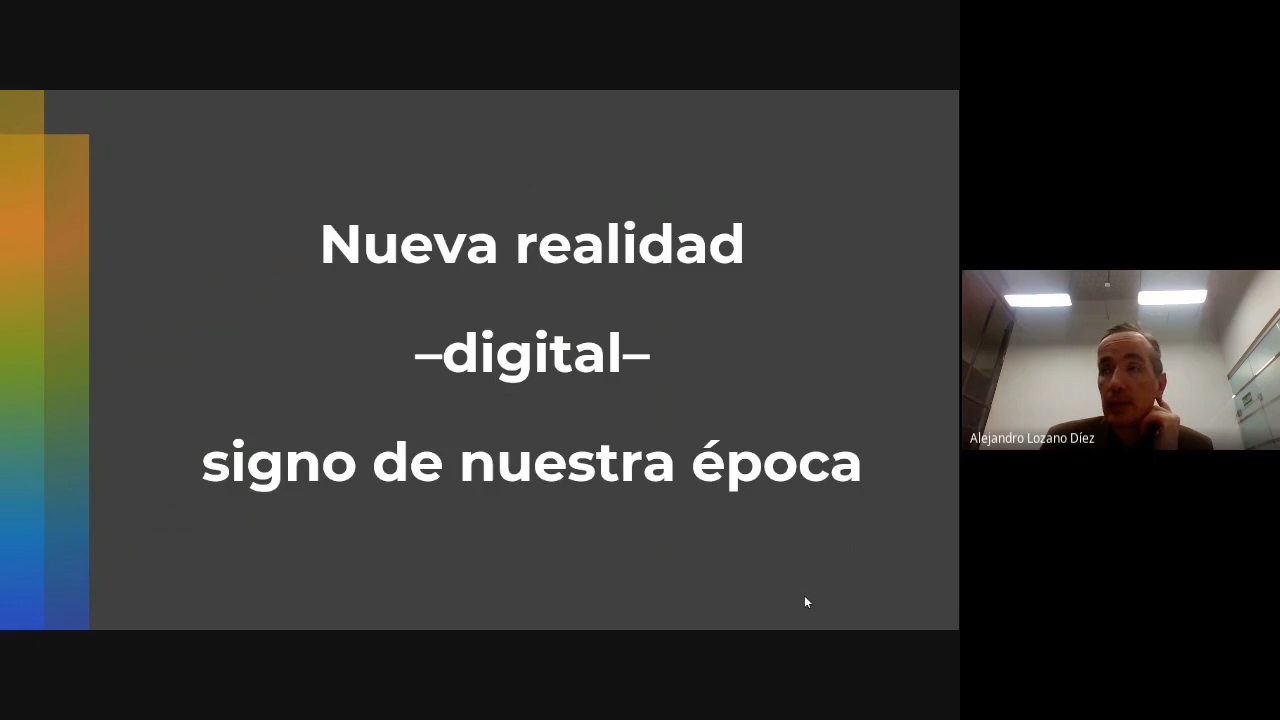 Nueva realidad
–digital–
signo de nuestra época
Alejandro Lozano Díez